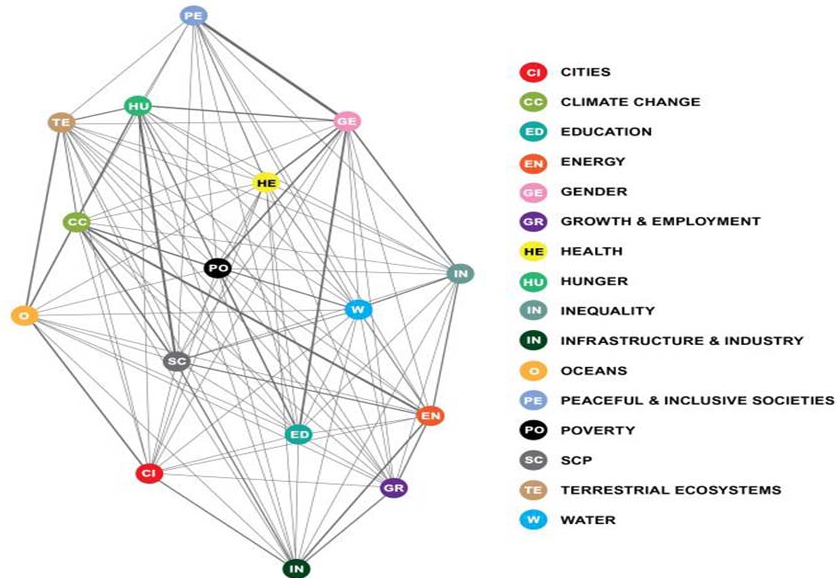 PE
HU
TE
GE
HE
CC
PO
IN
W
O
SC
EN
ED
CI
GR
IN
CI CITIES
CC CLIMATE CHANGE
ED EDUCATION
EN ENERGY
GE GENDER
GR GROWTH & EMPLOYMENT
HE HEALTH
HU HUNGER
IN INEQUALITY
IN INFRASTRUCTURE & INDUSTRY
O OCEANS
PE PEACEFUL & INCLUSIVE SOCIETIES
PO POVERTY
SC SCP
TE TERRESTRIAL ECOSYSTEMS
W WATER